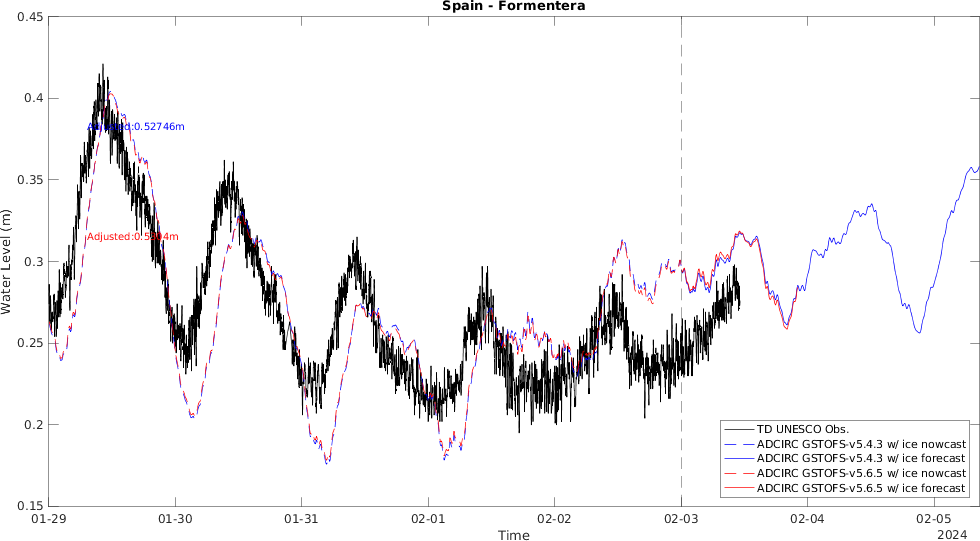 Spain - Formentera
0.45
0.4
0.35
0.3
0.25
0.2
0.15
Water Level (m)
0.52746m
01-29
01-30
01-31
02-01
02-02
02-03
02-04
02-05
2024
Time
TD UNESCO Obs.
ADCIRC GSTOFS-v5.4.3 w/ ice nowcast
ADCIRC GSTOFS-v5.4.3 w/ ice forecast
ADCIRC GSTOFS-v5.6.5 w/ ice nowcast
ADCIRC GSTOFS-v5.6.5 w/ ice forecast